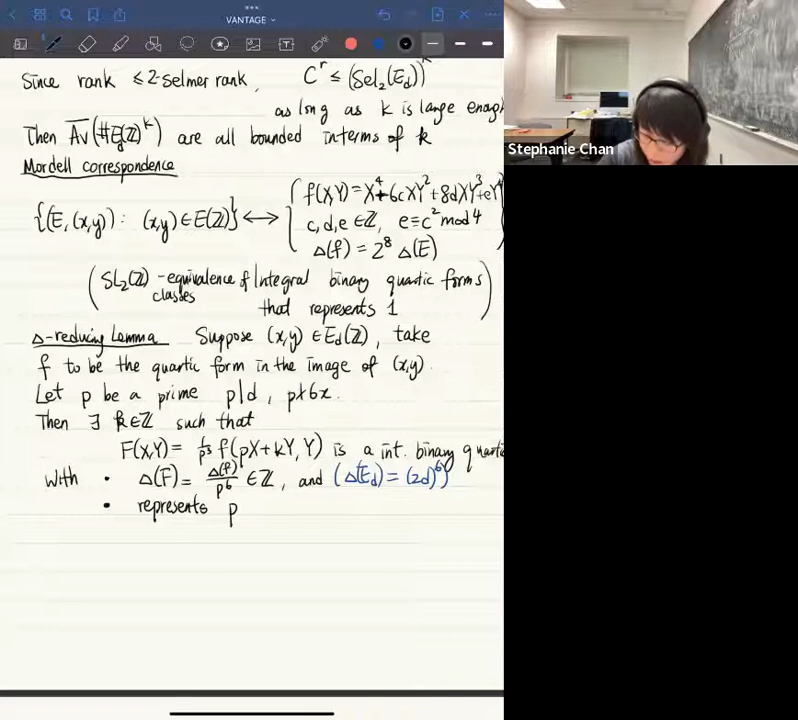 VANTAGE
Since rank ≤ 2-Selmer rank, C^r ≤ (Sel₂(E_d))^k
as long as k is large enough
Then Av(#E_d(ℤ)^k) are all bounded in terms of k
Mordell correspondence
{(E, (x,y)) : (x,y) ∈ E(ℤ)} ↔ { f(X,Y) = X⁴ + 6cXY² + 8dXY³ + eY⁴
c, d, e ∈ ℤ, e ≡ c² mod 4
Δ(f) = 2⁸ Δ(E)
(SL₂(ℤ) -equivalence classes of Integral binary quartic forms
that represents 1)
Δ-reducing Lemma Suppose (x,y) ∈ E_d(ℤ), take
f to be the quartic form in the image of (x,y).
Let p be a prime p|d, p∤6x.
Then ∃ k ∈ ℤ such that
F(X,Y) = 1/p³ f(pX+kY, Y) is a int. binary quartic
With • Δ(F) = Δ(f)/p⁶ ∈ ℤ, and (Δ(E_d) = (2d)⁶)
• represents p
Stephanie Chan